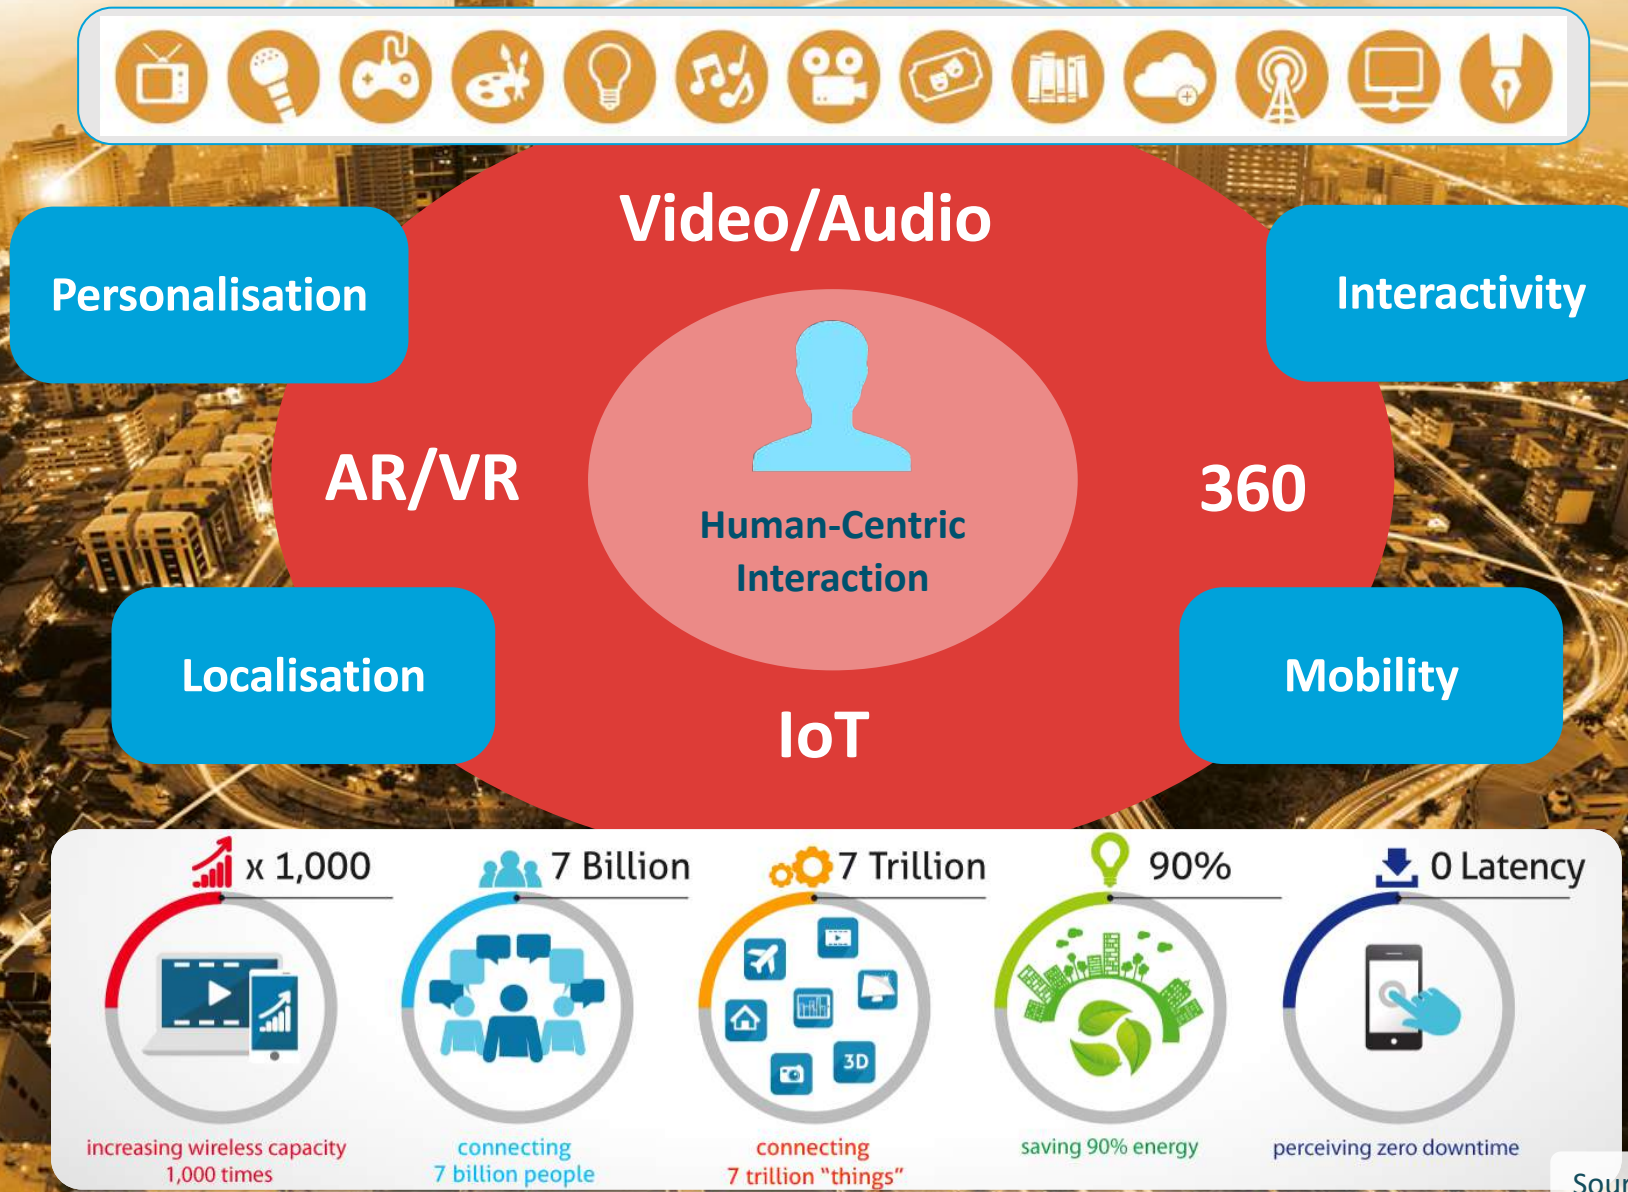 Video/Audio
Personalisation
Interactivity
AR/VR
360
Human-Centric
Interaction
Localisation
Mobility
IoT
x 1,000
7 Billion
7 Trillion
90%
0 Latency
3D
increasing wireless capacity
1,000 times
connecting
7 billion people
connecting
7 trillion “things”
saving 90% energy
perceiving zero downtime